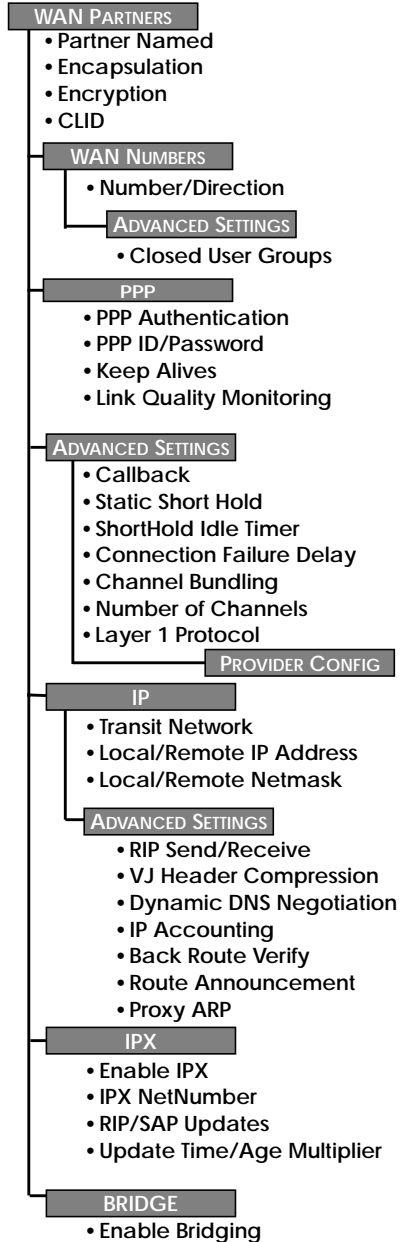 WAN PARTNERS
• Partner Named
• Encapsulation
• Encryption
• CLID
WAN NUMBERS
• Number/Direction
ADVANCED SETTINGS
• Closed User Groups
PPP
• PPP Authentication
• PPP ID/Password
• Keep Alives
• Link Quality Monitoring
ADVANCED SETTINGS
• Callback
• Static Short Hold
• ShortHold Idle Timer
• Connection Failure Delay
• Channel Bundling
• Number of Channels
• Layer 1 Protocol
PROVIDER CONFIG
IP
• Transit Network
• Local/Remote IP Address
• Local/Remote Netmask
ADVANCED SETTINGS
• RIP Send/Receive
• VJ Header Compression
• Dynamic DNS Negotiation
• IP Accounting
• Back Route Verify
• Route Announcement
• Proxy ARP
IPX
• Enable IPX
• IPX NetNumber
• RIP/SAP Updates
• Update Time/Age Multiplier
BRIDGE
• Enable Bridging